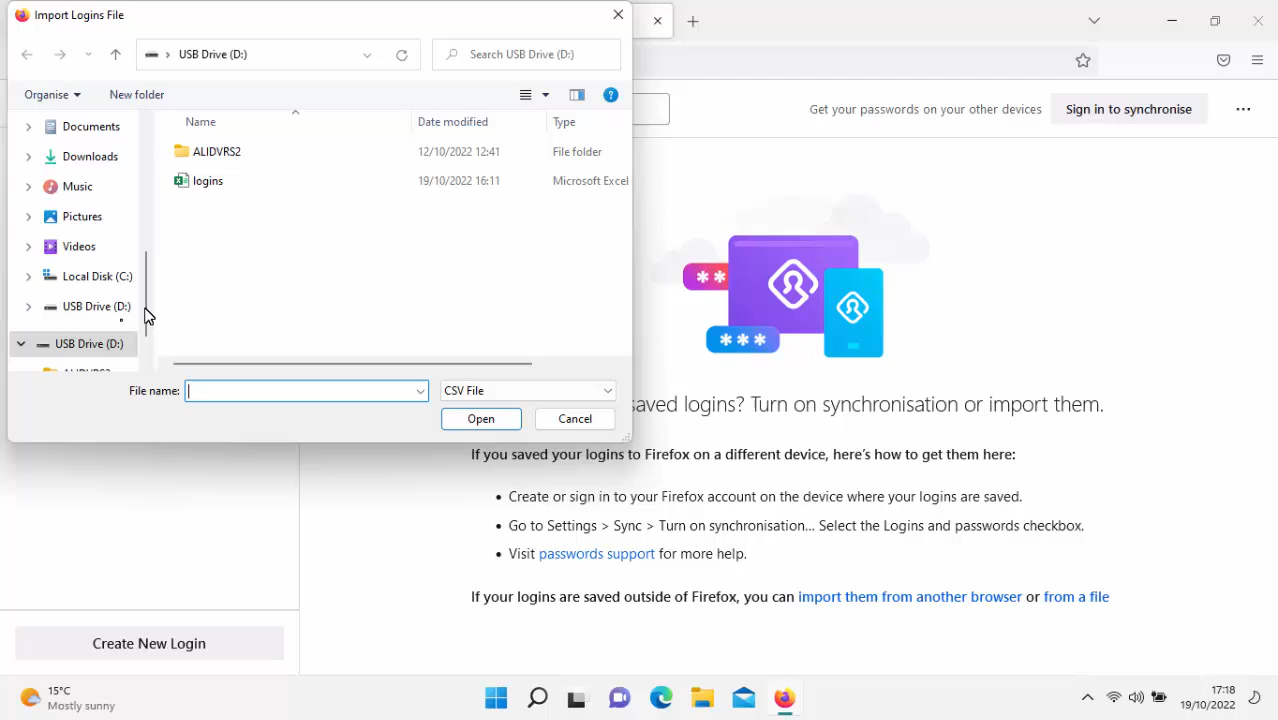 Import Logins File
USB Drive (D:)
Search USB Drive (D:)
Organise
New folder
Name
Date modified
Type
Documents
Downloads
Music
Pictures
Videos
Local Disk (C:)
USB Drive (D:)
USB Drive (D:)
ALIDVRS2
12/10/2022 12:41
File folder
logins
19/10/2022 16:11
Microsoft Excel
File name:
CSV File
Open
Cancel
Get your passwords on your other devices
Sign in to synchronise
saved logins? Turn on synchronisation or import them.
If you saved your logins to Firefox on a different device, here’s how to get them here:
• Create or sign in to your Firefox account on the device where your logins are saved.
• Go to Settings > Sync > Turn on synchronisation… Select the Logins and passwords checkbox.
• Visit passwords support for more help.
If your logins are saved outside of Firefox, you can import them from another browser or from a file
Create New Login
15°C
Mostly sunny
17:18
19/10/2022